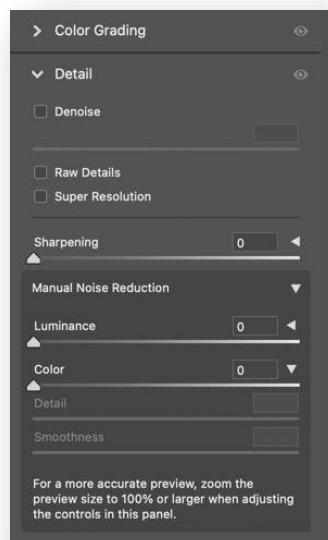 Color Grading
Detail
Denoise
Raw Details
Super Resolution
Sharpening 0
Manual Noise Reduction
Luminance 0
Color 0
Detail
Smoothness
For a more accurate preview, zoom the
preview size to 100% or larger when adjusting
the controls in this panel.